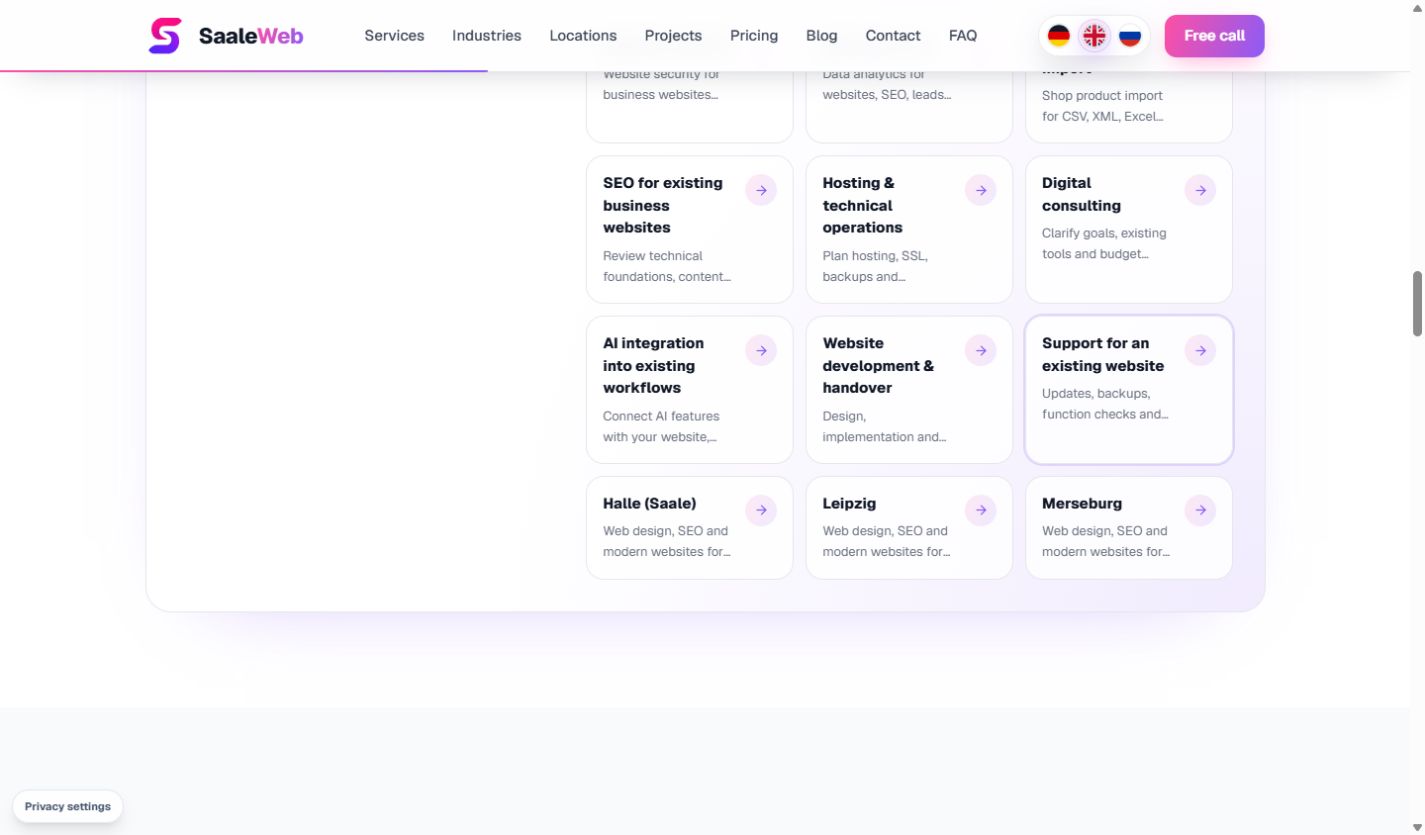 SaaleWeb
Services Industries Locations Projects Pricing Blog Contact FAQ
Free call
Website security for
business websites…
Data analytics for
websites, SEO, leads…
import
Shop product import
for CSV, XML, Excel…
SEO for existing
business
websites
Review technical
foundations, content…
Hosting &
technical
operations
Plan hosting, SSL,
backups and…
Digital
consulting
Clarify goals, existing
tools and budget…
AI integration
into existing
workflows
Connect AI features
with your website,…
Website
development &
handover
Design,
implementation and…
Support for an
existing website
Updates, backups,
function checks and…
Halle (Saale)
Web design, SEO and
modern websites for…
Leipzig
Web design, SEO and
modern websites for…
Merseburg
Web design, SEO and
modern websites for…
Privacy settings